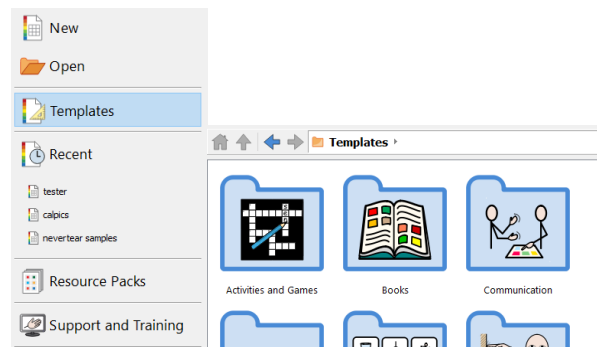 New
Open
Templates
Recent
tester
calpics
nevertear samples
Resource Packs
Support and Training
Templates
Activities and Games
Books
Communication